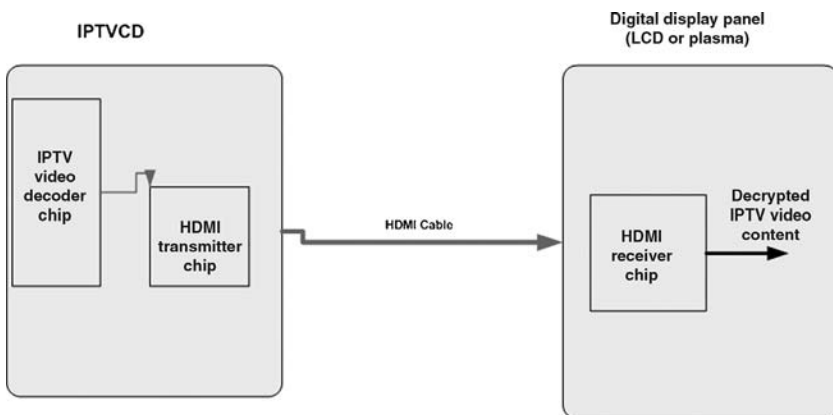 IPTVCD
Digital display panel
(LCD or plasma)
IPTV
video
decoder
chip
HDMI
transmitter
chip
HDMI Cable
HDMI
receiver
chip
Decrypted
IPTV video
content